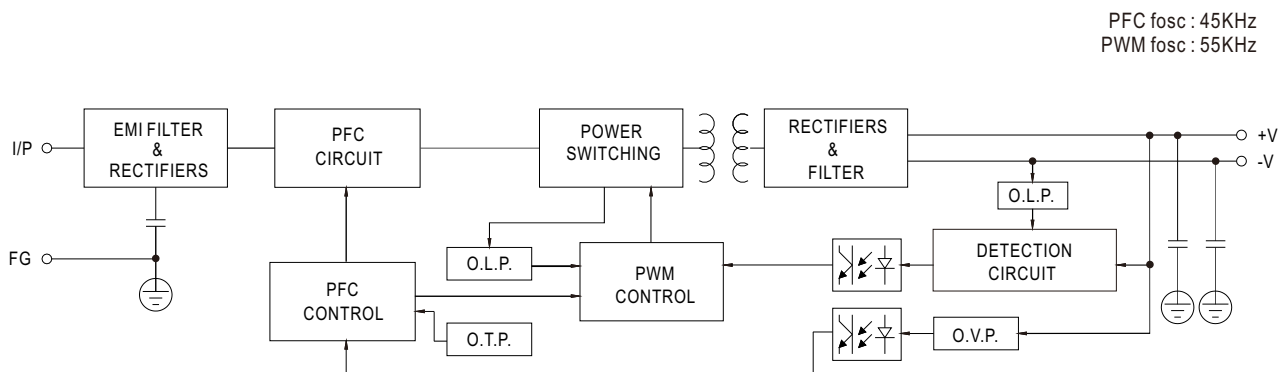 PFC fosc : 45KHz
PWM fosc : 55KHz
I/P
EMI FILTER
&
RECTIFIERS
PFC
CIRCUIT
POWER
SWITCHING
RECTIFIERS
&
FILTER
+V
-V
O.L.P.
FG
O.L.P.
PFC
CONTROL
PWM
CONTROL
DETECTION
CIRCUIT
O.T.P.
O.V.P.